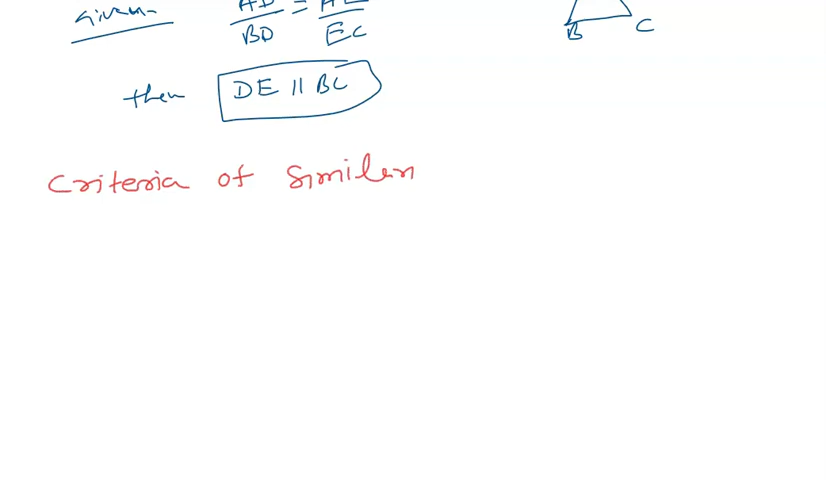 Given AD/BD = AE/EC
B C
then DE || BC
Criteria of Similar